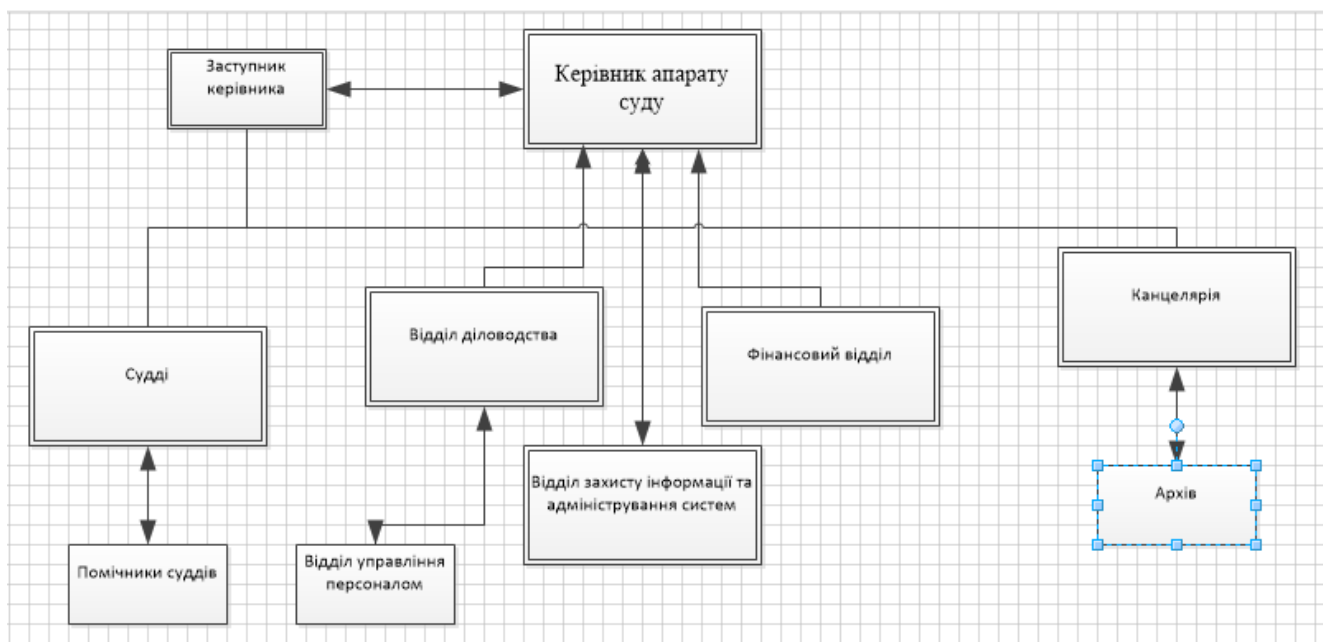 Заступник
керівника
Керівник апарату
суду
Судді
Відділ діловодства
Фінансовий відділ
Канцелярія
Помічники суддів
Відділ управління
персоналом
Відділ захисту інформації та
адміністрування систем
Архів